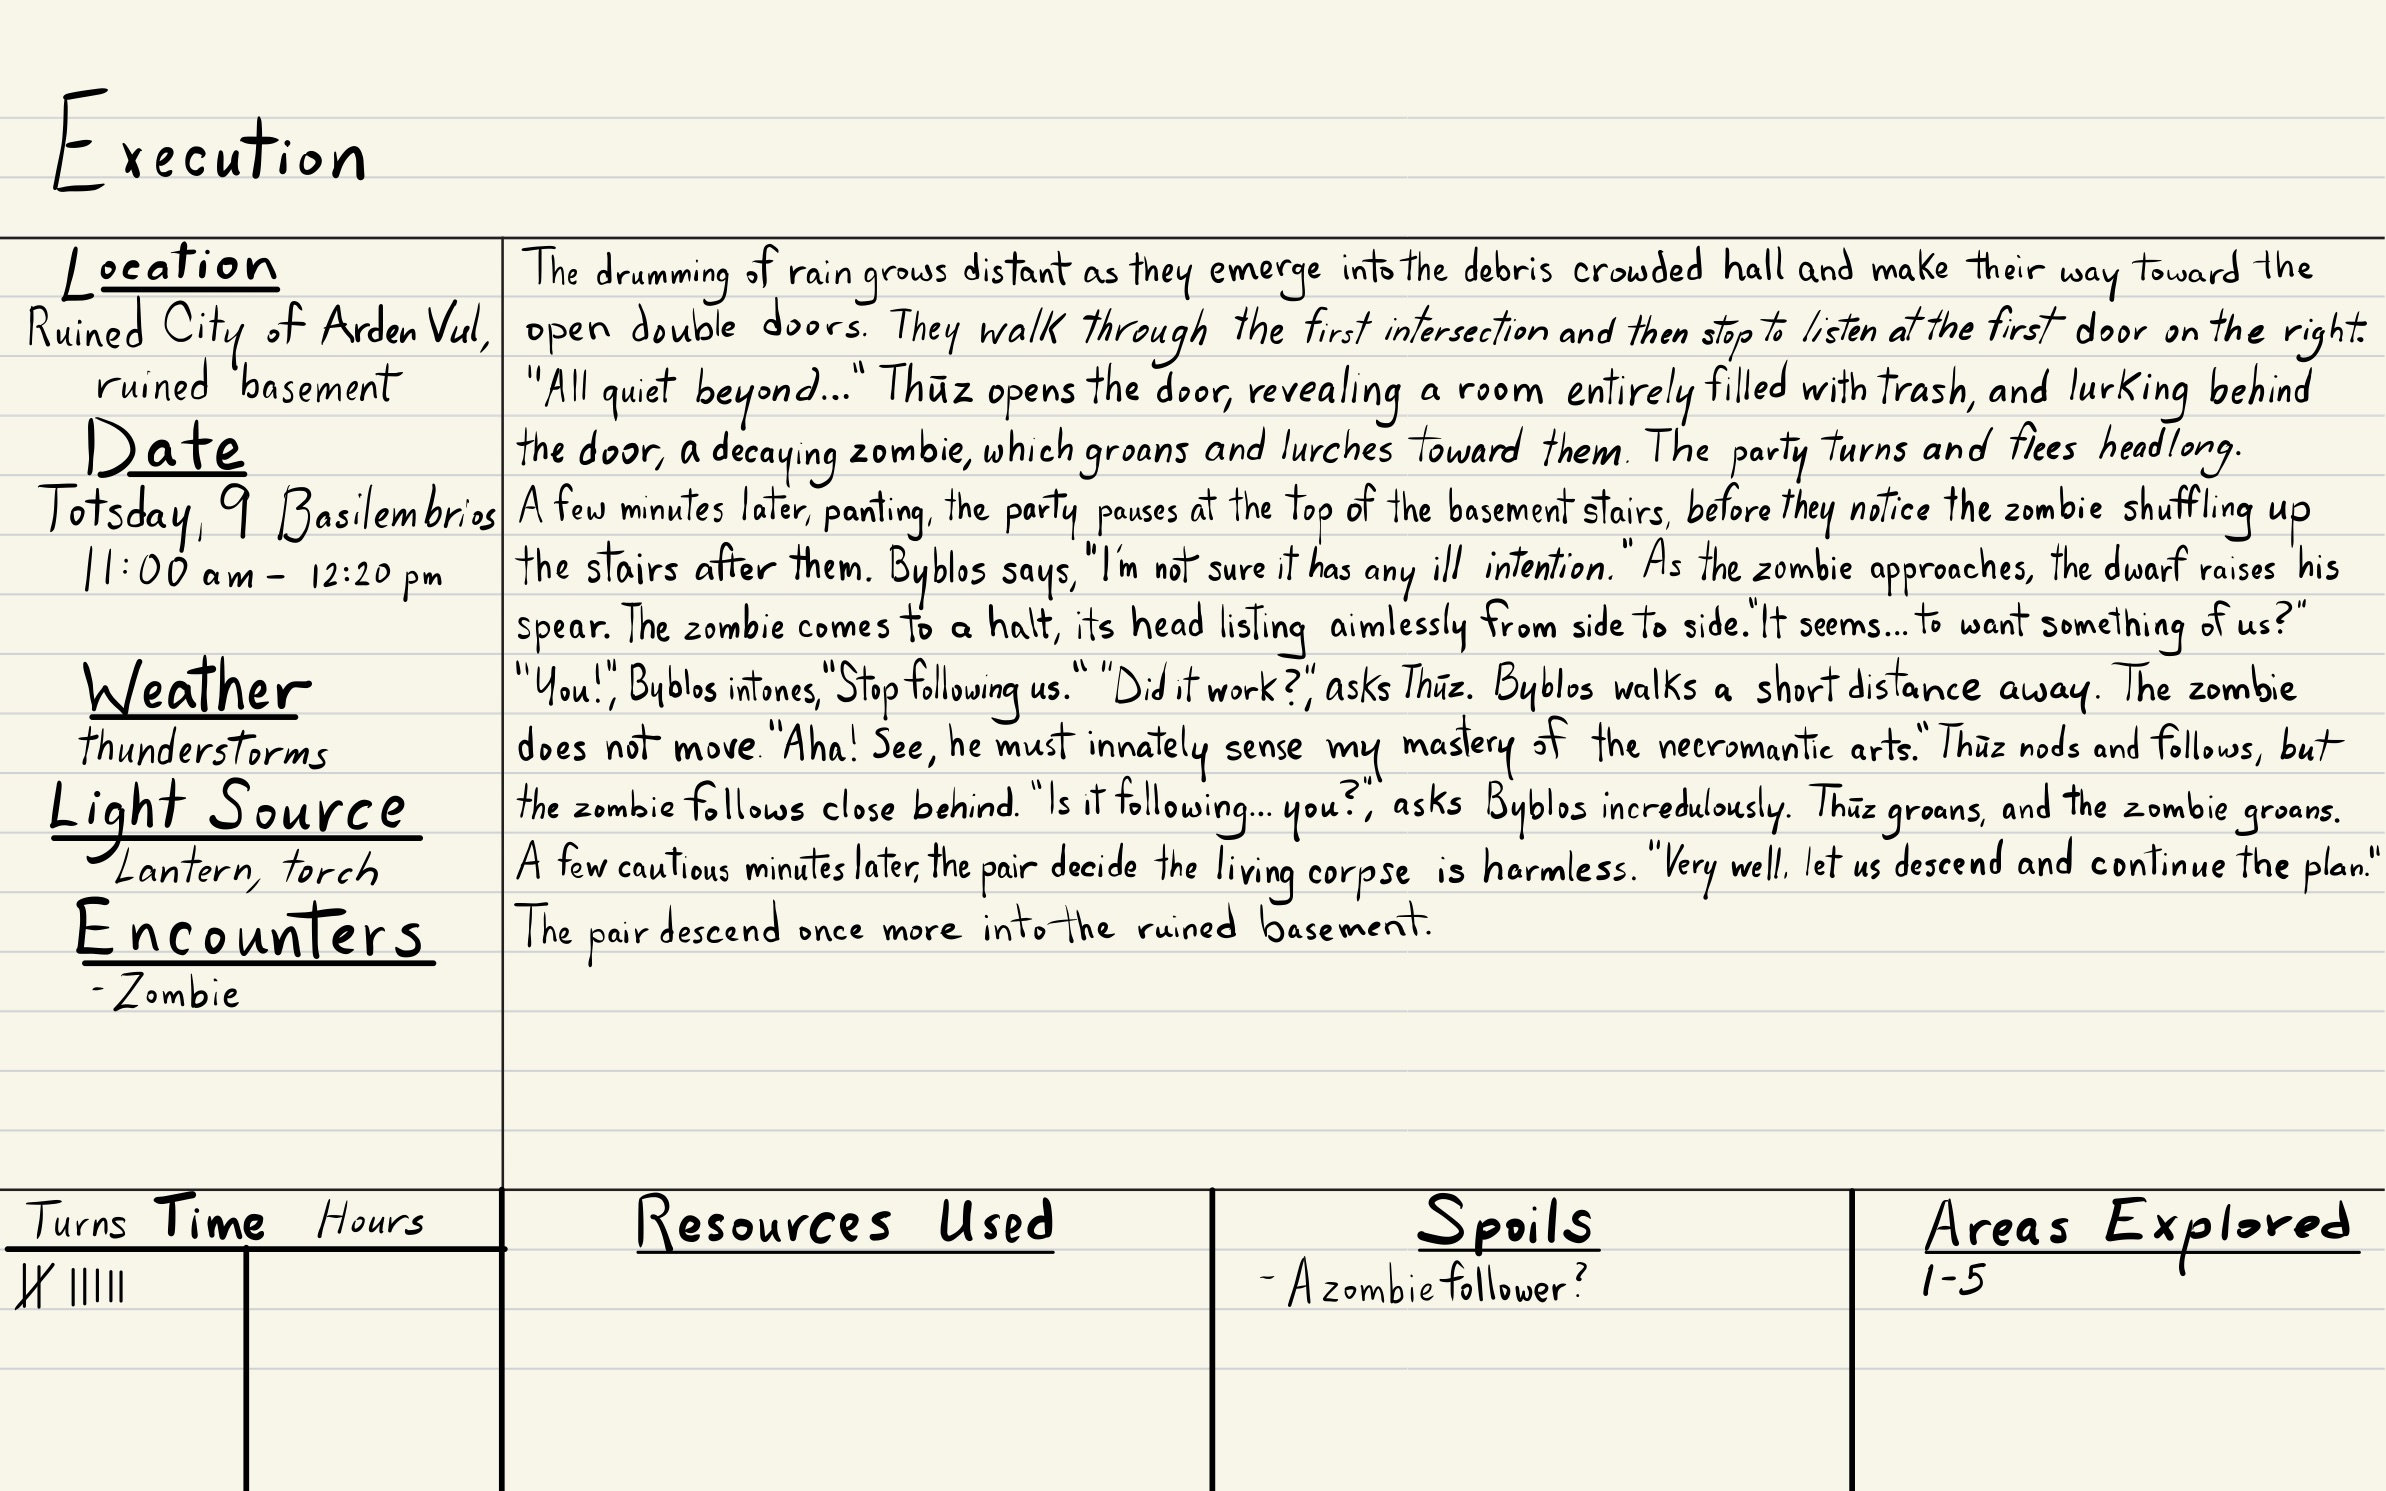 Execution
Location
Ruined City of Arden Vul,
ruined basement
Date
Totsday, 9 Basilembrios
11:00 am - 12:20 pm
Weather
thunderstorms
Light Source
Lantern, torch
Encounters
- Zombie
The drumming of rain grows distant as they emerge into the debris crowded hall and make their way toward the
open double doors. They walk through the first intersection and then stop to listen at the first door on the right.
"All quiet beyond..." Thūz opens the door, revealing a room entirely filled with trash, and lurking behind
the door, a decaying zombie, which groans and lurches toward them. The party turns and flees headlong.
A few minutes later, panting, the party pauses at the top of the basement stairs, before they notice the zombie shuffling up
the stairs after them. Byblos says, "I'm not sure it has any ill intention." As the zombie approaches, the dwarf raises his
spear. The zombie comes to a halt, its head listing aimlessly from side to side. "It seems... to want something of us?"
"You!", Byblos intones, "Stop following us." "Did it work?", asks Thūz. Byblos walks a short distance away. The zombie
does not move. "Aha! See, he must innately sense my mastery of the necromantic arts." Thūz nods and follows, but
the zombie follows close behind. "Is it following... you?", asks Byblos incredulously. Thūz groans, and the zombie groans.
A few cautious minutes later, the pair decide the living corpse is harmless. "Very well, let us descend and continue the plan."
The pair descend once more into the ruined basement.
Turns Time Hours
Resources Used
Spoils
- A zombie follower?
Areas Explored
1-5